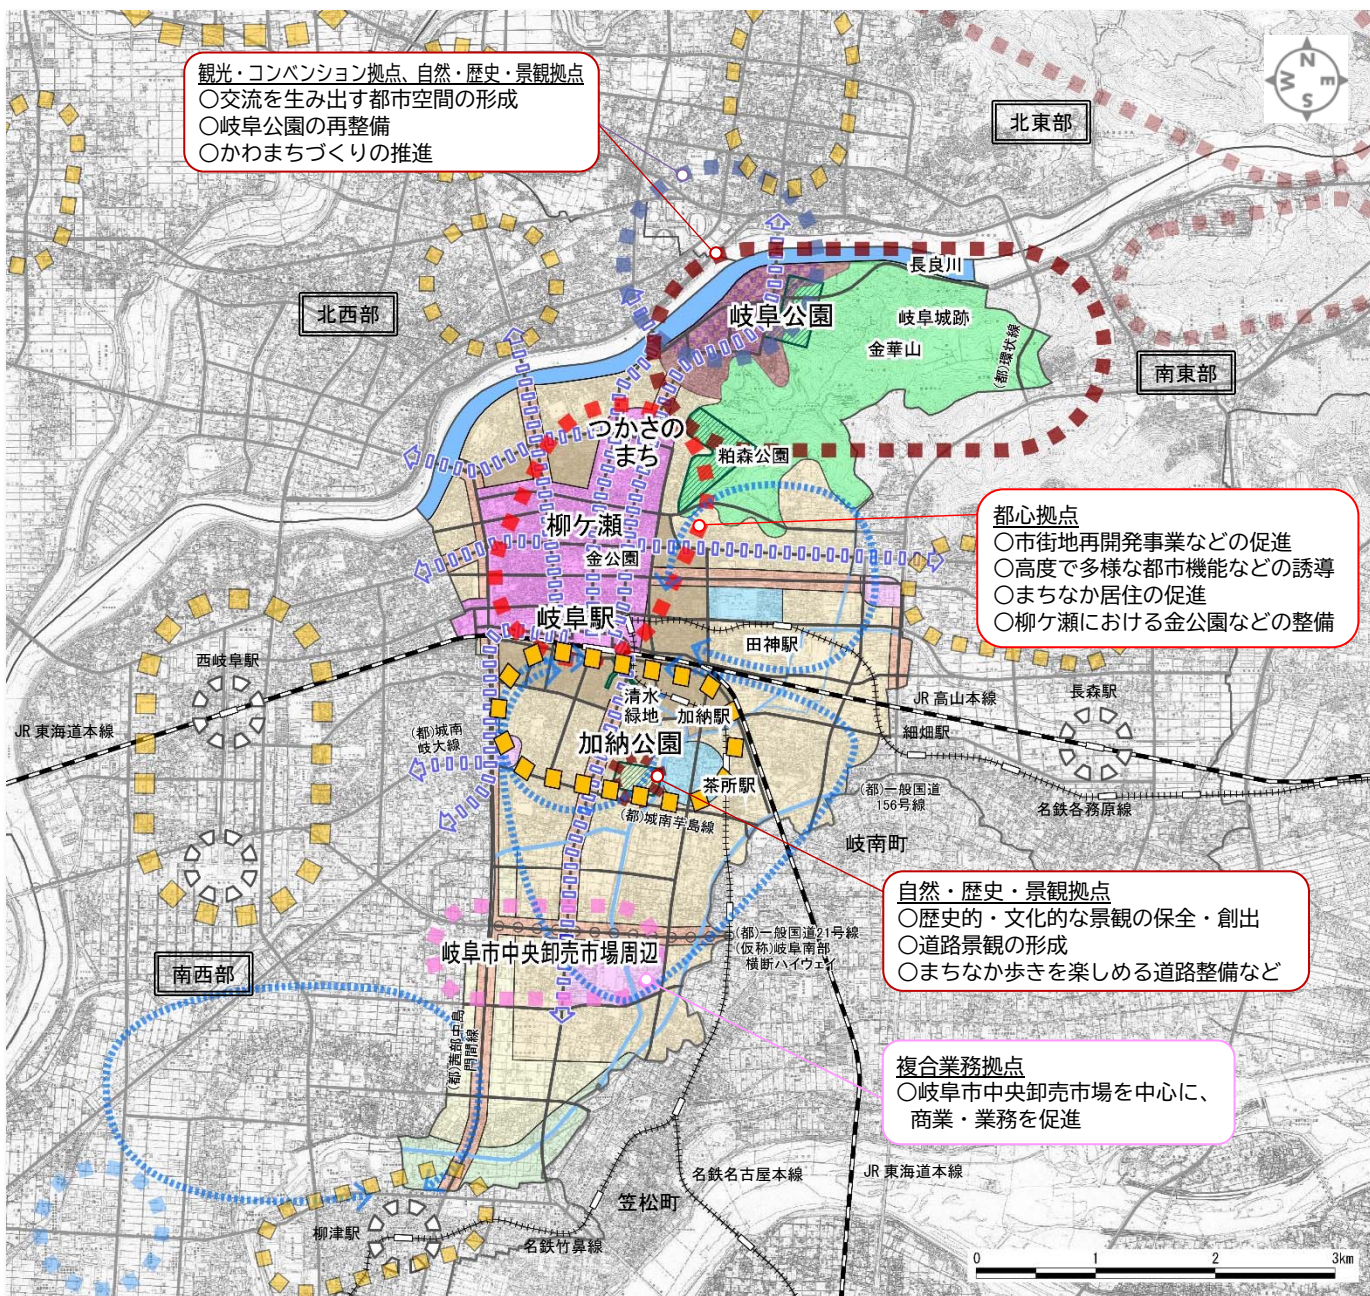 観光・コンベンション拠点、自然・歴史・景観拠点
○交流を生み出す都市空間の形成
○岐阜公園の再整備
○かわまちづくりの推進
N
W
E
S
北東部
長良川
岐阜公園
岐阜城跡
金華山
(都)環状線
北西部
南東部
つかさの
まち
粕森公園
都心拠点
○市街地再開発事業などの促進
○高度で多様な都市機能などの誘導
○まちなか居住の促進
○柳ケ瀬における金公園などの整備
柳ケ瀬
金公園
岐阜駅
田神駅
西岐阜駅
清水
緑地
加納駅
JR 高山本線
長森駅
JR 東海道本線
(都)城南
岐大線
加納公園
細畑駅
茶所駅
(都)一般国道
156号線
名鉄各務原線
(都)城南芋島線
岐南町
自然・歴史・景観拠点
○歴史的・文化的な景観の保全・創出
○道路景観の形成
○まちなか歩きを楽しめる道路整備など
(都)一般国道21号線
(仮称)岐阜南部
横断ハイウェイ
岐阜市中央卸売市場周辺
南西部
(都)茜部中島
門間線
複合業務拠点
○岐阜市中央卸売市場を中心に、
商業・業務を促進
名鉄名古屋本線
JR 東海道本線
笠松町
柳津駅
名鉄竹鼻線
0
1
2
3km